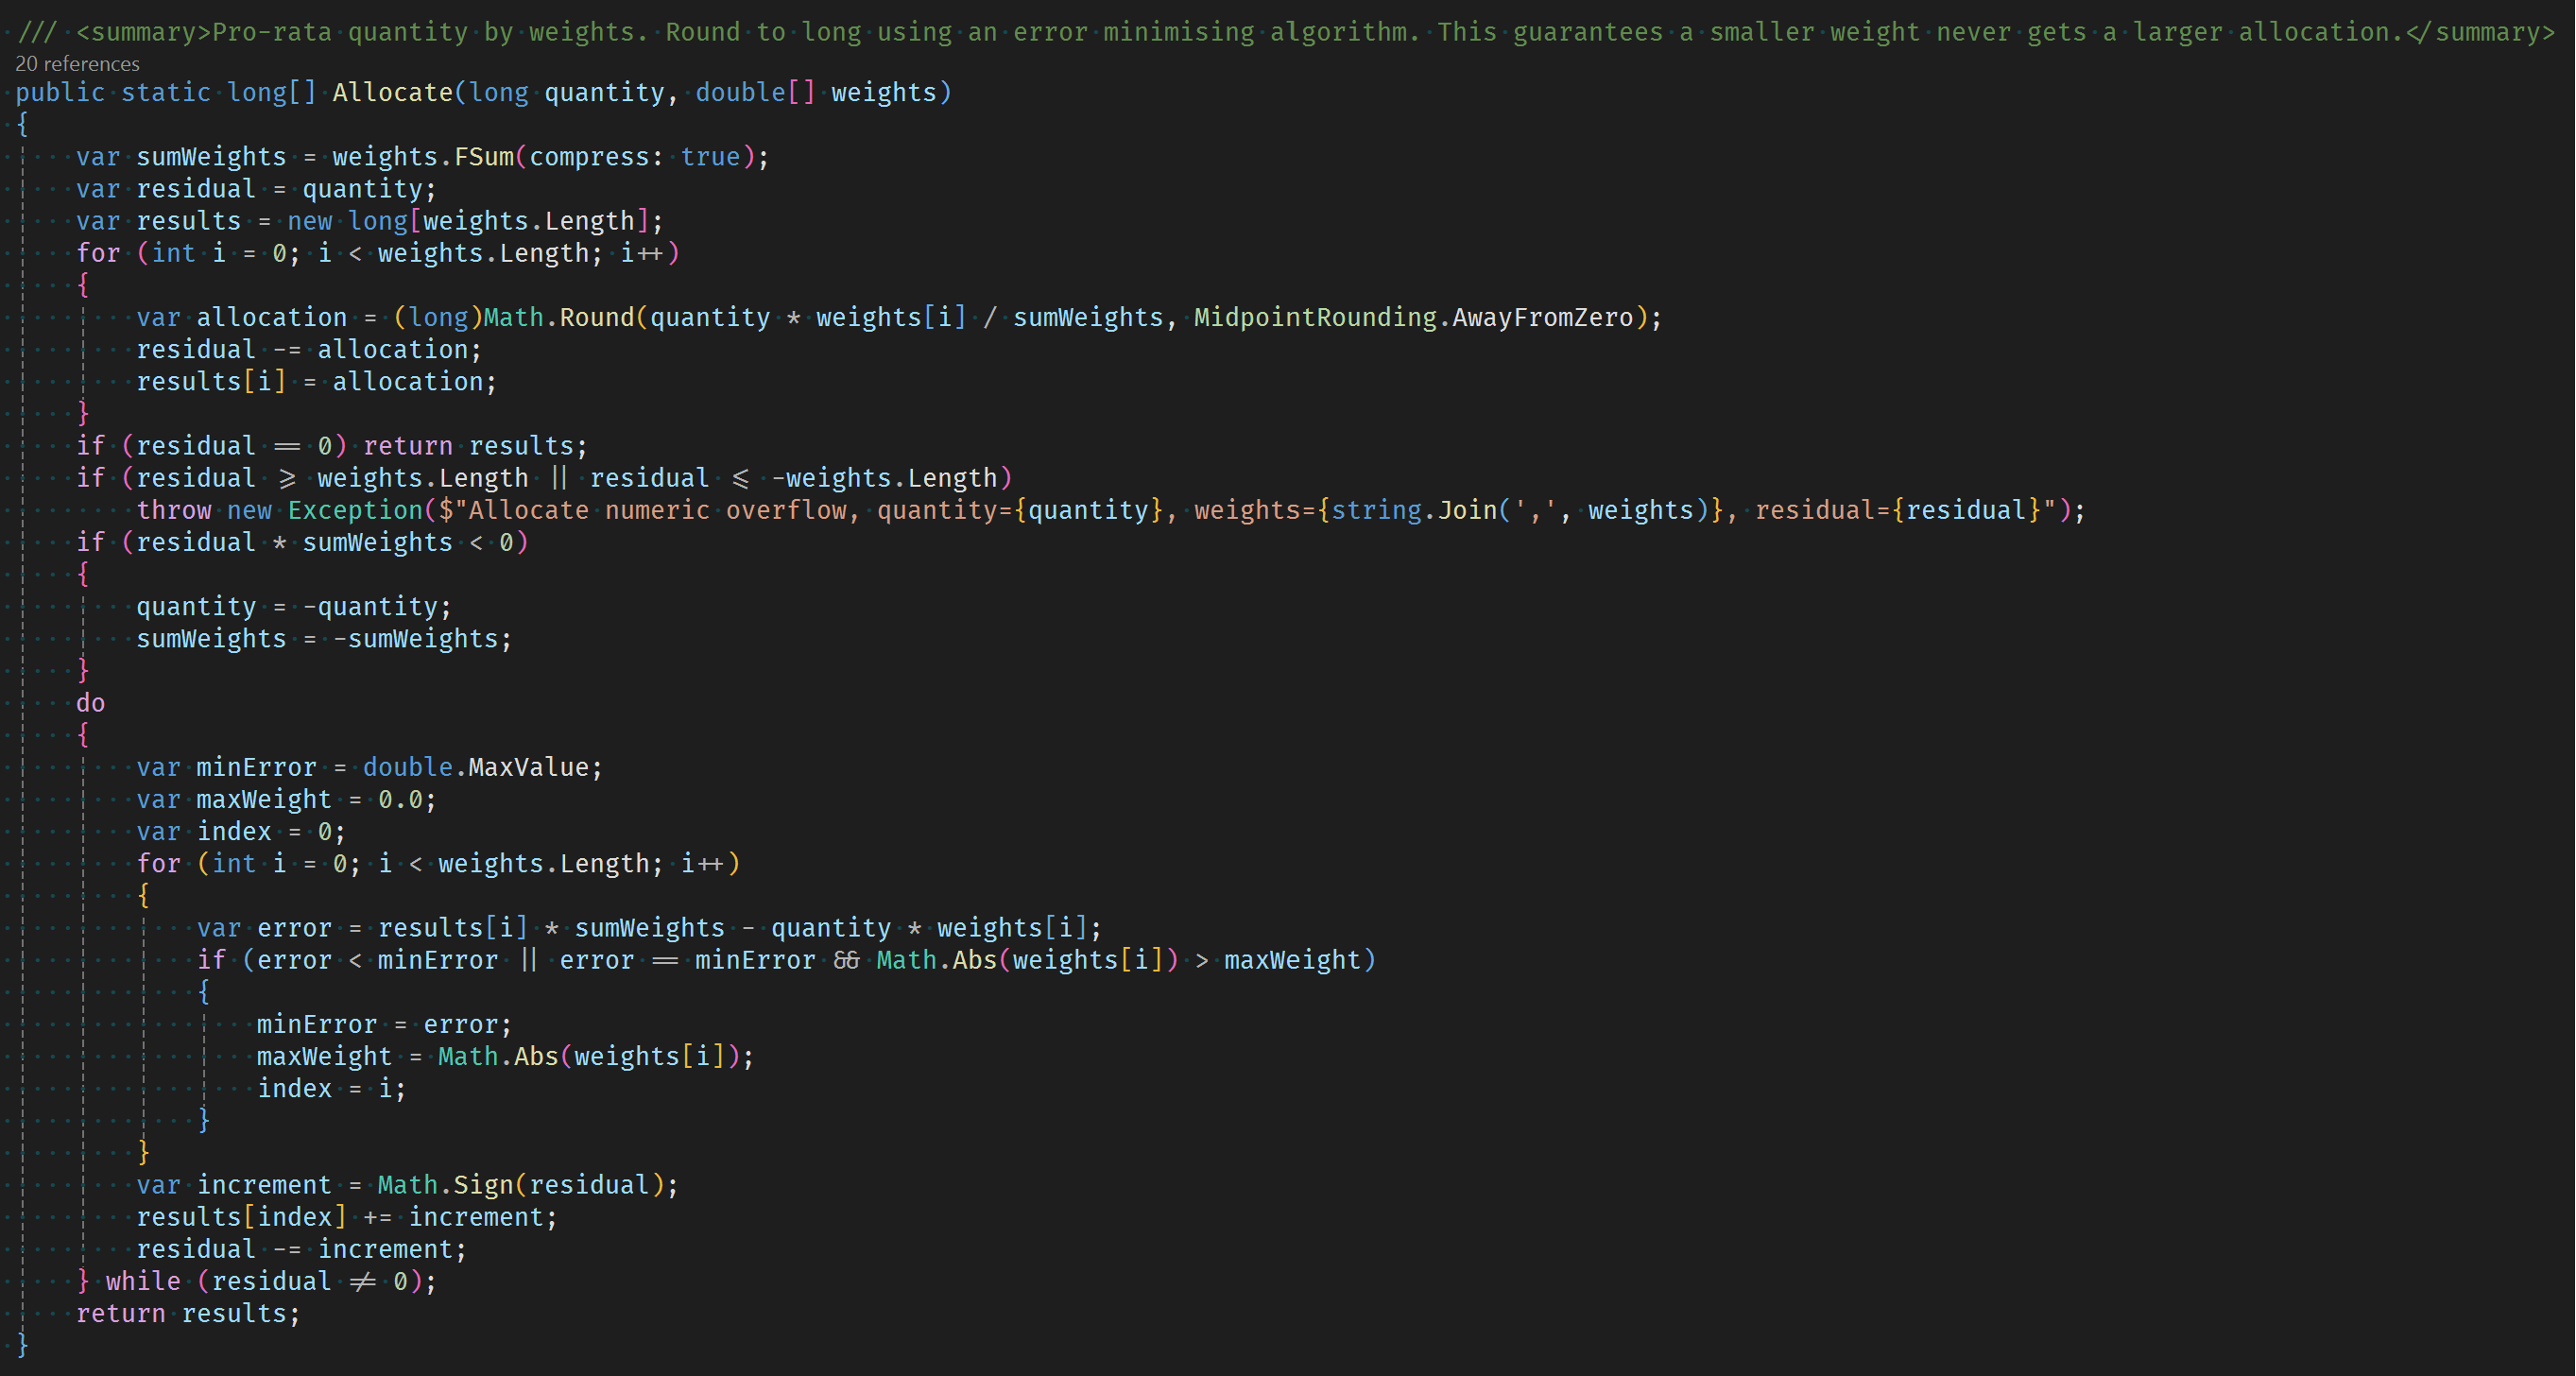 /// <summary>Pro-rata quantity by weights. Round to long using an error minimising algorithm. This guarantees a smaller weight never gets a larger allocation.</summary>
20 references
public static long[] Allocate(long quantity, double[] weights)
{
var sumWeights = weights.FSum(compress: true);
var residual = quantity;
var results = new long[weights.Length];
for (int i = 0; i < weights.Length; i++)
{
var allocation = (long)Math.Round(quantity * weights[i] / sumWeights, MidpointRounding.AwayFromZero);
residual -= allocation;
results[i] = allocation;
}
if (residual == 0) return results;
if (residual >= weights.Length || residual <= -weights.Length)
throw new Exception($"Allocate numeric overflow, quantity={quantity}, weights={string.Join(',', weights)}, residual={residual}");
if (residual * sumWeights < 0)
{
quantity = -quantity;
sumWeights = -sumWeights;
}
do
{
var minError = double.MaxValue;
var maxWeight = 0.0;
var index = 0;
for (int i = 0; i < weights.Length; i++)
{
var error = results[i] * sumWeights - quantity * weights[i];
if (error < minError || error == minError && Math.Abs(weights[i]) > maxWeight)
{
minError = error;
maxWeight = Math.Abs(weights[i]);
index = i;
}
}
var increment = Math.Sign(residual);
results[index] += increment;
residual -= increment;
} while (residual != 0);
return results;
}